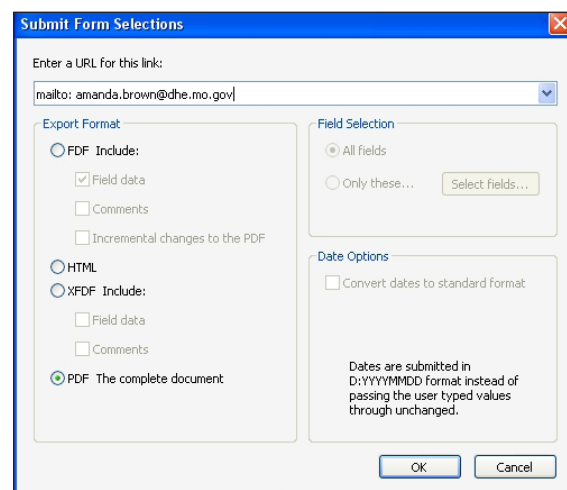 Submit Form Selections
Enter a URL for this link:
mailto: amanda.brown@dhe.mo.gov
Export Format
FDF Include:
Field data
Comments
Incremental changes to the PDF
HTML
XFDF Include:
Field data
Comments
PDF The complete document
Field Selection
All fields
Only these... Select fields...
Date Options
Convert dates to standard format
Dates are submitted in
D:YYYYMMDD format instead of
passing the user typed values
through unchanged.
OK Cancel